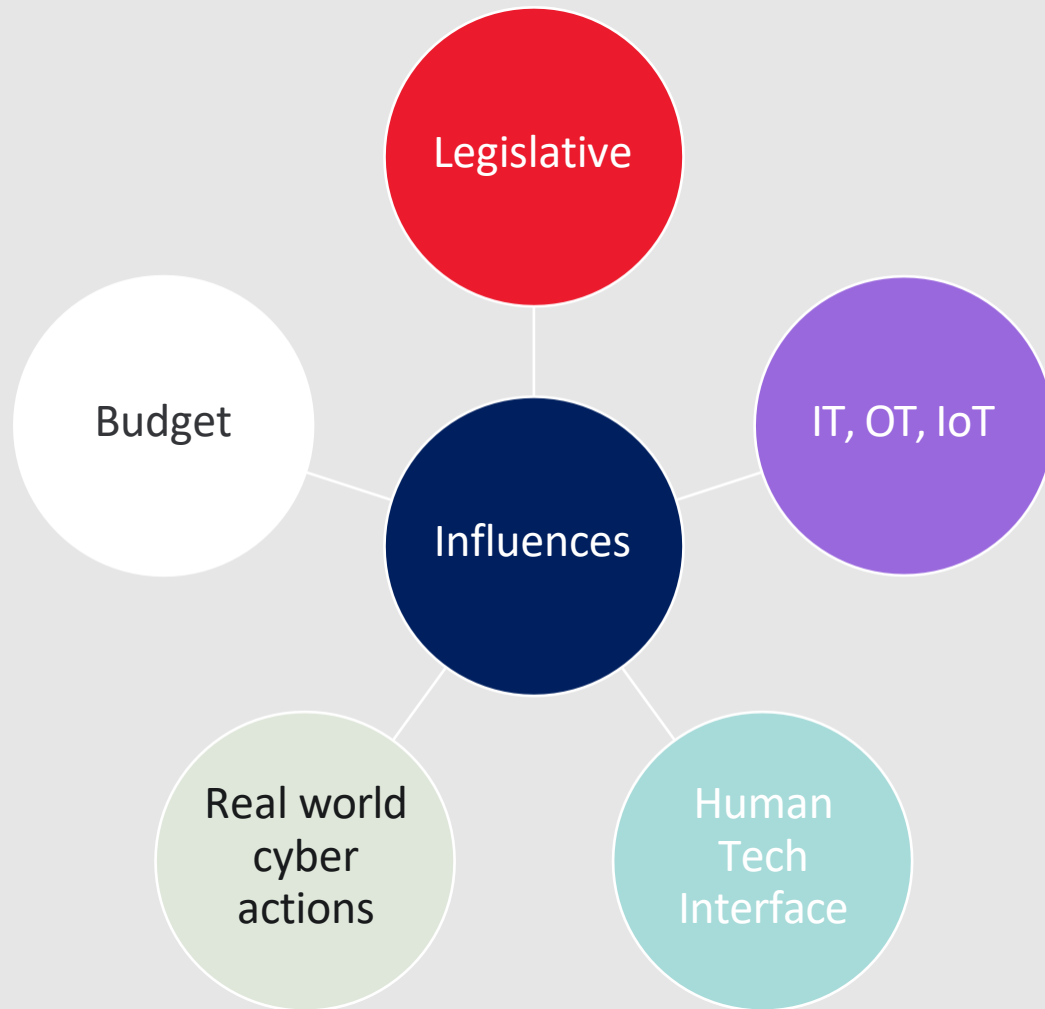 Legislative
Budget
IT, OT, IoT
Influences
Real world
cyber
actions
Human
Tech
Interface